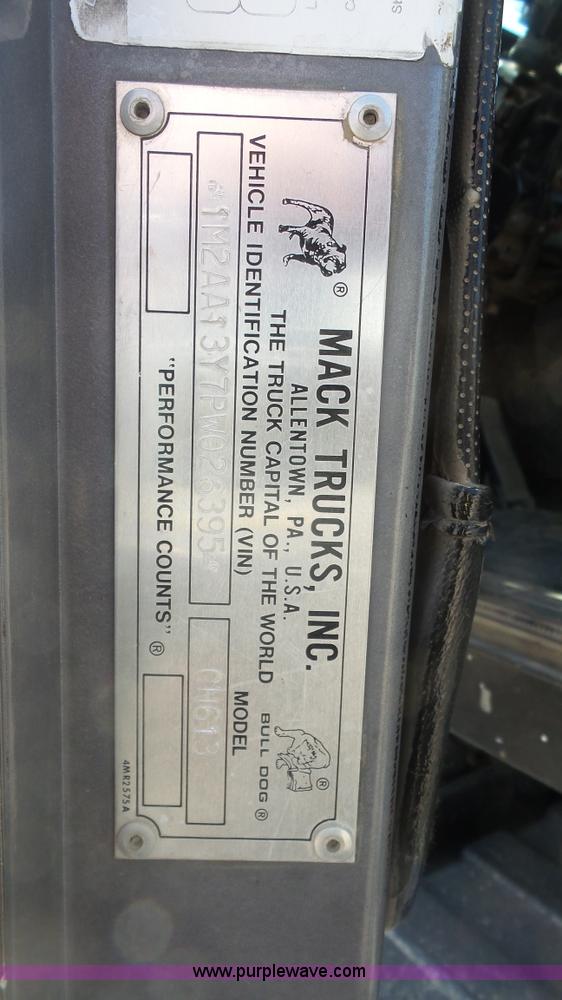 ® MACK TRUCKS, INC.
ALLENTOWN, PA., U.S.A.
THE TRUCK CAPITAL OF THE WORLD
BULL DOG ®
®
VEHICLE IDENTIFICATION NUMBER (VIN)
MODEL
*1M2AA13Y7PW026395*
CH613
"PERFORMANCE COUNTS" ®
4MR2575A
www.purplewave.com